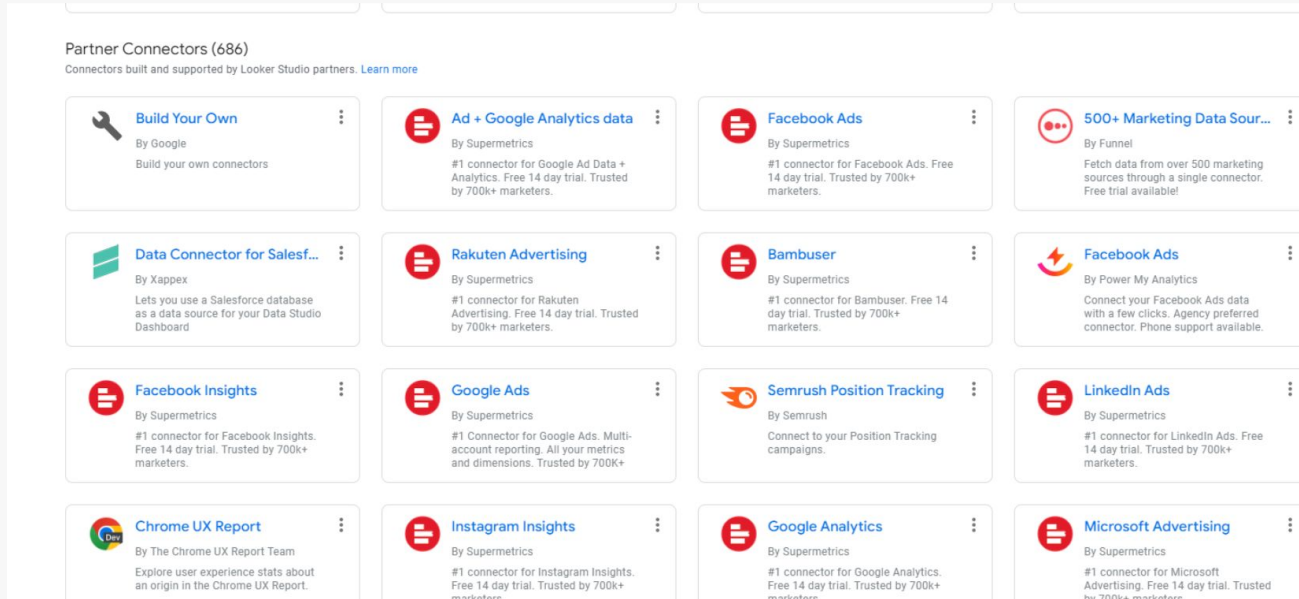 Partner Connectors (686)
Connectors built and supported by Looker Studio partners. Learn more
Build Your Own
By Google
Build your own connectors
Ad + Google Analytics data
By Supermetrics
#1 connector for Google Ad Data +
Analytics. Free 14 day trial. Trusted
by 700k+ marketers.
Facebook Ads
By Supermetrics
#1 connector for Facebook Ads. Free
14 day trial. Trusted by 700k+
marketers.
500+ Marketing Data Sour...
By Funnel
Fetch data from over 500 marketing
sources through a single connector.
Free trial available!
Data Connector for Salesf...
By Xappex
Lets you use a Salesforce database
as a data source for your Data Studio
Dashboard
Rakuten Advertising
By Supermetrics
#1 connector for Rakuten
Advertising. Free 14 day trial. Trusted
by 700k+ marketers.
Bambuser
By Supermetrics
#1 connector for Bambuser. Free 14
day trial. Trusted by 700k+
marketers.
Facebook Ads
By Power My Analytics
Connect your Facebook Ads data
with a few clicks. Agency preferred
connector. Phone support available.
Facebook Insights
By Supermetrics
#1 connector for Facebook Insights.
Free 14 day trial. Trusted by 700k+
marketers.
Google Ads
By Supermetrics
#1 Connector for Google Ads. Multi-
account reporting. All your metrics
and dimensions. Trusted by 700K+
Semrush Position Tracking
By Semrush
Connect to your Position Tracking
campaigns.
LinkedIn Ads
By Supermetrics
#1 connector for LinkedIn Ads. Free
14 day trial. Trusted by 700k+
marketers.
Dev
Chrome UX Report
By The Chrome UX Report Team
Explore user experience stats about
an origin in the Chrome UX Report.
Instagram Insights
By Supermetrics
#1 connector for Instagram Insights.
Free 14 day trial. Trusted by 700k+
marketers
Google Analytics
By Supermetrics
#1 connector for Google Analytics.
Free 14 day trial. Trusted by 700k+
marketers
Microsoft Advertising
By Supermetrics
#1 connector for Microsoft
Advertising. Free 14 day trial. Trusted
by 700k+ marketers